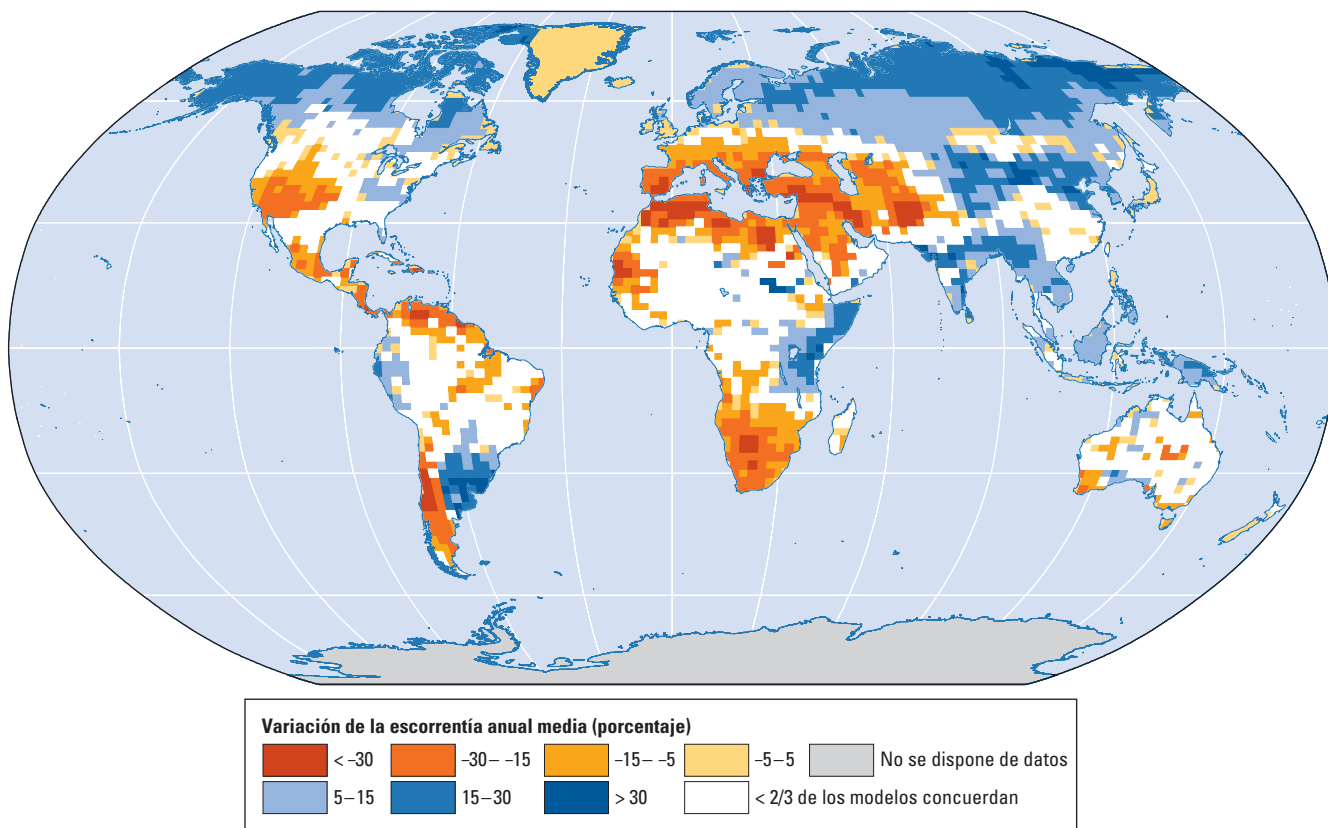 Variación de la escorrentía anual media (porcentaje)
< –30 –30– –15 –15– –5 –5–5 No se dispone de datos
5–15 15–30 > 30 < 2/3 de los modelos concuerdan